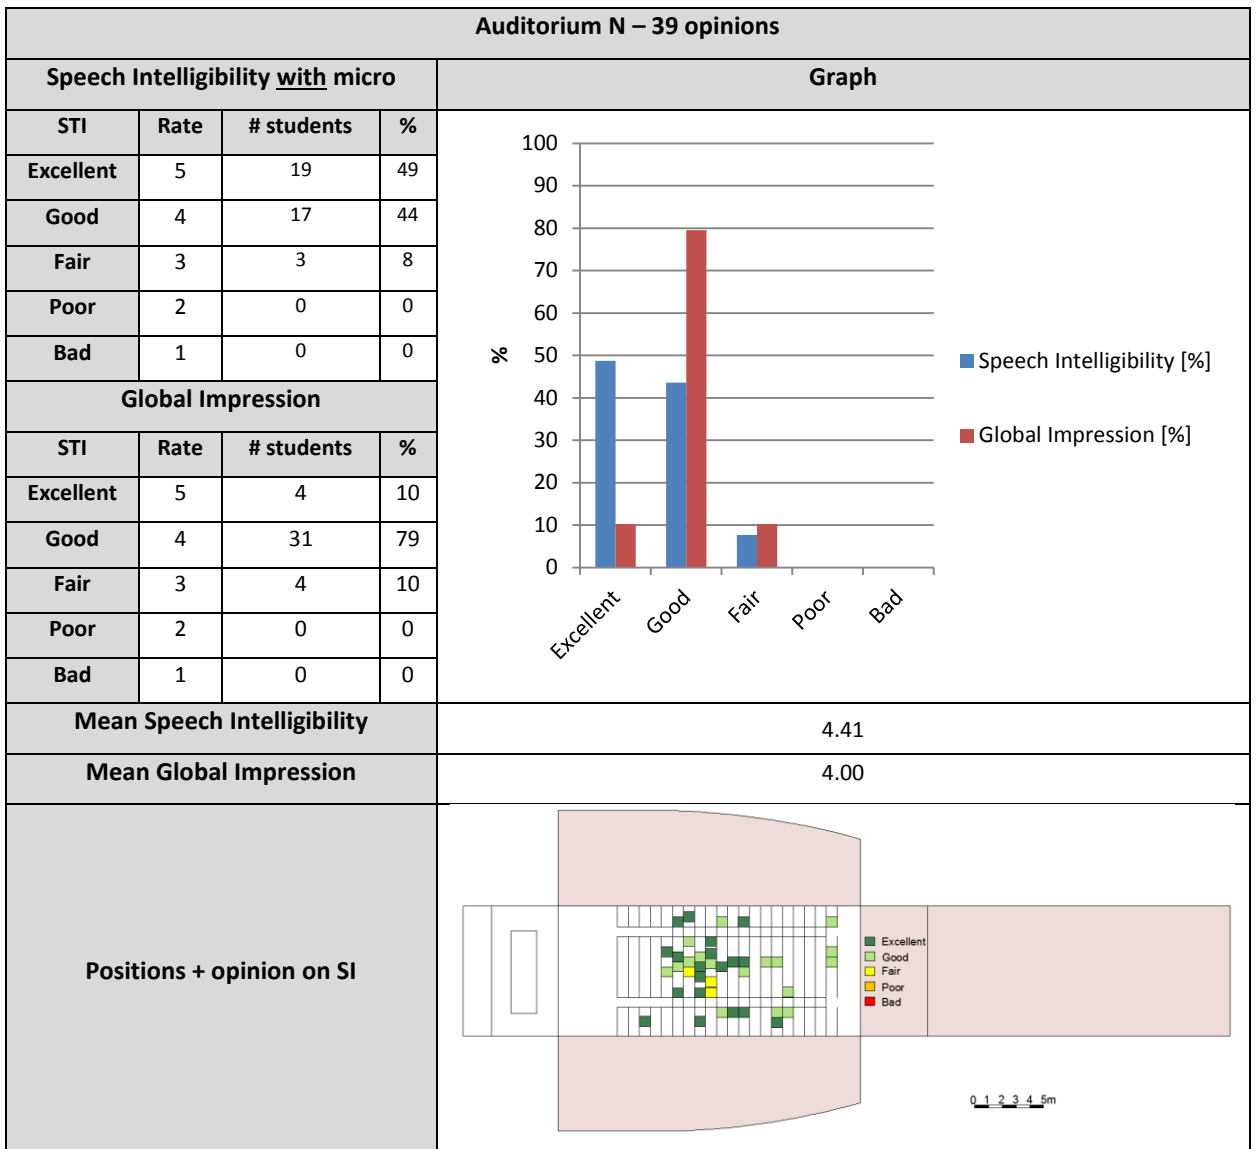 Auditorium N – 39 opinions
Speech Intelligibility with micro
Graph
STI Rate # students %
Excellent 5 19 49
Good 4 17 44
Fair 3 3 8
Poor 2 0 0
Bad 1 0 0
Global Impression
STI Rate # students %
Excellent 5 4 10
Good 4 31 79
Fair 3 4 10
Poor 2 0 0
Bad 1 0 0
100
90
80
70
60
50
40
30
20
10
0
%
Excellent Good Fair Poor Bad
Speech Intelligibility [%]
Global Impression [%]
Mean Speech Intelligibility 4.41
Mean Global Impression 4.00
Positions + opinion on SI
Excellent
Good
Fair
Poor
Bad
0 1 2 3 4 5m